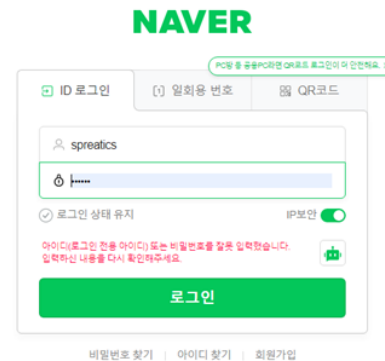 NAVER
PC방 등 공용PC라면 QR코드 로그인이 더 안전해요.
ID 로그인
일회용 번호
QR코드
spreatics
••••••
로그인 상태 유지
IP보안
아이디(로그인 전용 아이디) 또는 비밀번호를 잘못 입력했습니다.
입력하신 내용을 다시 확인해주세요.
로그인
비밀번호 찾기 | 아이디 찾기 | 회원가입